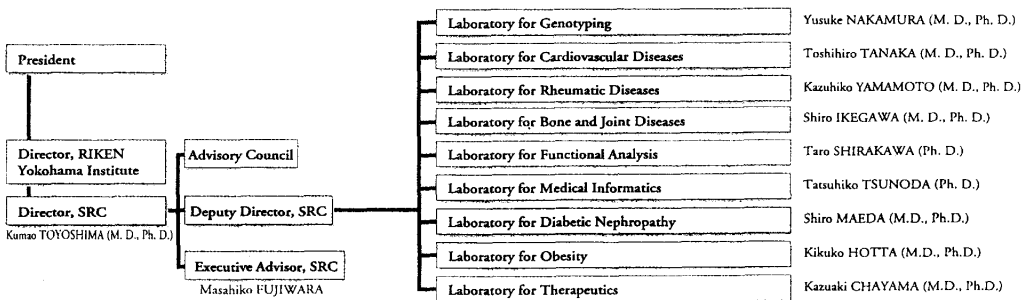 President
Director, RIKEN
Yokohama Institute
Director, SRC
Kumao TOYOSHIMA (M. D., Ph. D.)
Advisory Council
Deputy Director, SRC
Executive Advisor, SRC
Masahiko FUJIWARA
Laboratory for Genotyping
Yusuke NAKAMURA (M. D., Ph. D.)
Laboratory for Cardiovascular Diseases
Toshihiro TANAKA (M. D., Ph. D.)
Laboratory for Rheumatic Diseases
Kazuhiko YAMAMOTO (M. D., Ph. D.)
Laboratory for Bone and Joint Diseases
Shiro IKEGAWA (M. D., Ph. D.)
Laboratory for Functional Analysis
Taro SHIRAKAWA (Ph. D.)
Laboratory for Medical Informatics
Tatsuhiko TSUNODA (Ph. D.)
Laboratory for Diabetic Nephropathy
Shiro MAEDA (M.D., Ph.D.)
Laboratory for Obesity
Kikuko HOTTA (M.D., Ph.D.)
Laboratory for Therapeutics
Kazuaki CHAYAMA (M.D., Ph.D.)